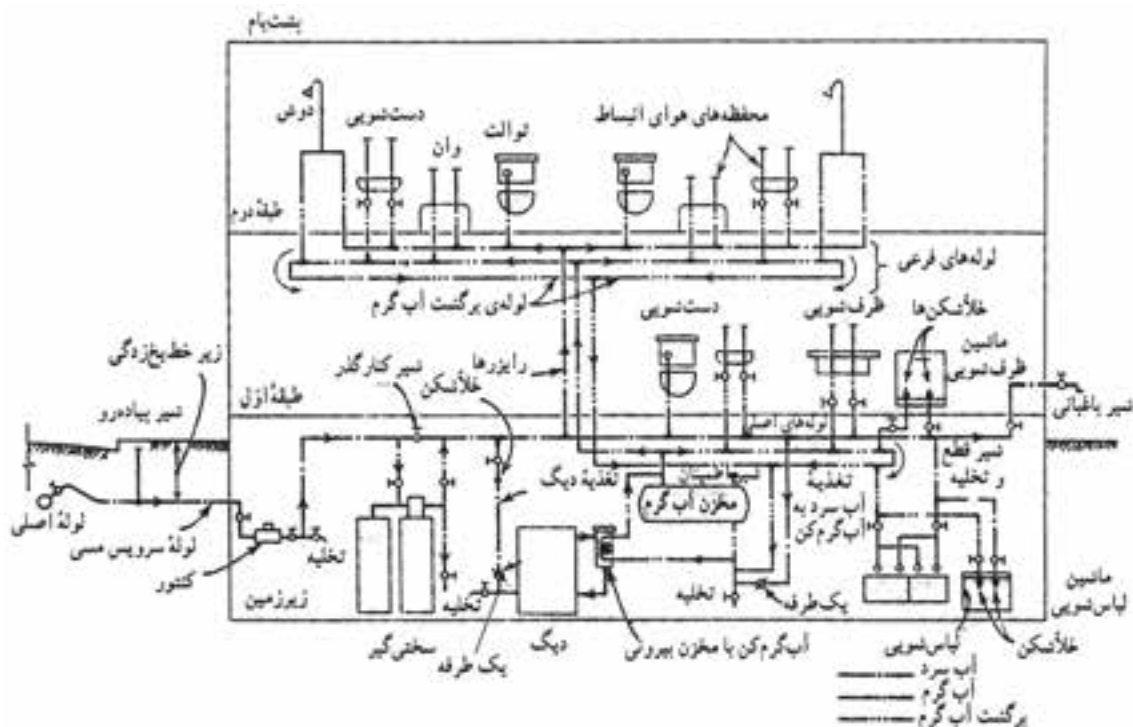 پشت‌بام
دوش
دست‌شویی
وان
توالت
محفظه‌های هوای انبساط
طبقهٔ دوم
لوله‌های فرعی
لوله‌ی برگشت آب گرم
دست‌شویی
ظرف‌شویی
خلأشکن‌ها
ماشین
ظرف‌شویی
زیر خط یخ‌زدگی
شیر پیاده‌رو
شیر کنارگذر
رایزرها
خلأشکن
شیر باغبانی
طبقهٔ اول
لوله‌های اصلی
شیر قطع
و تخلیه
تغذیهٔ دیگ
مخزن آب گرم
تغذیهٔ
آب سرد به
آب گرم کن
لولهٔ اصلی
لولهٔ سرویس مسی
کنتور
تخلیه
زیرزمین
تخلیه
تخلیه
یک‌طرفه
ماشین
لباس‌شویی
سختی‌گیر
یک طرفه
دیگ
آب‌گرم‌کن با مخزن بیرونی
لباس‌شویی
خلأشکن
آب سرد
آب گرم
برگشت آب گرم